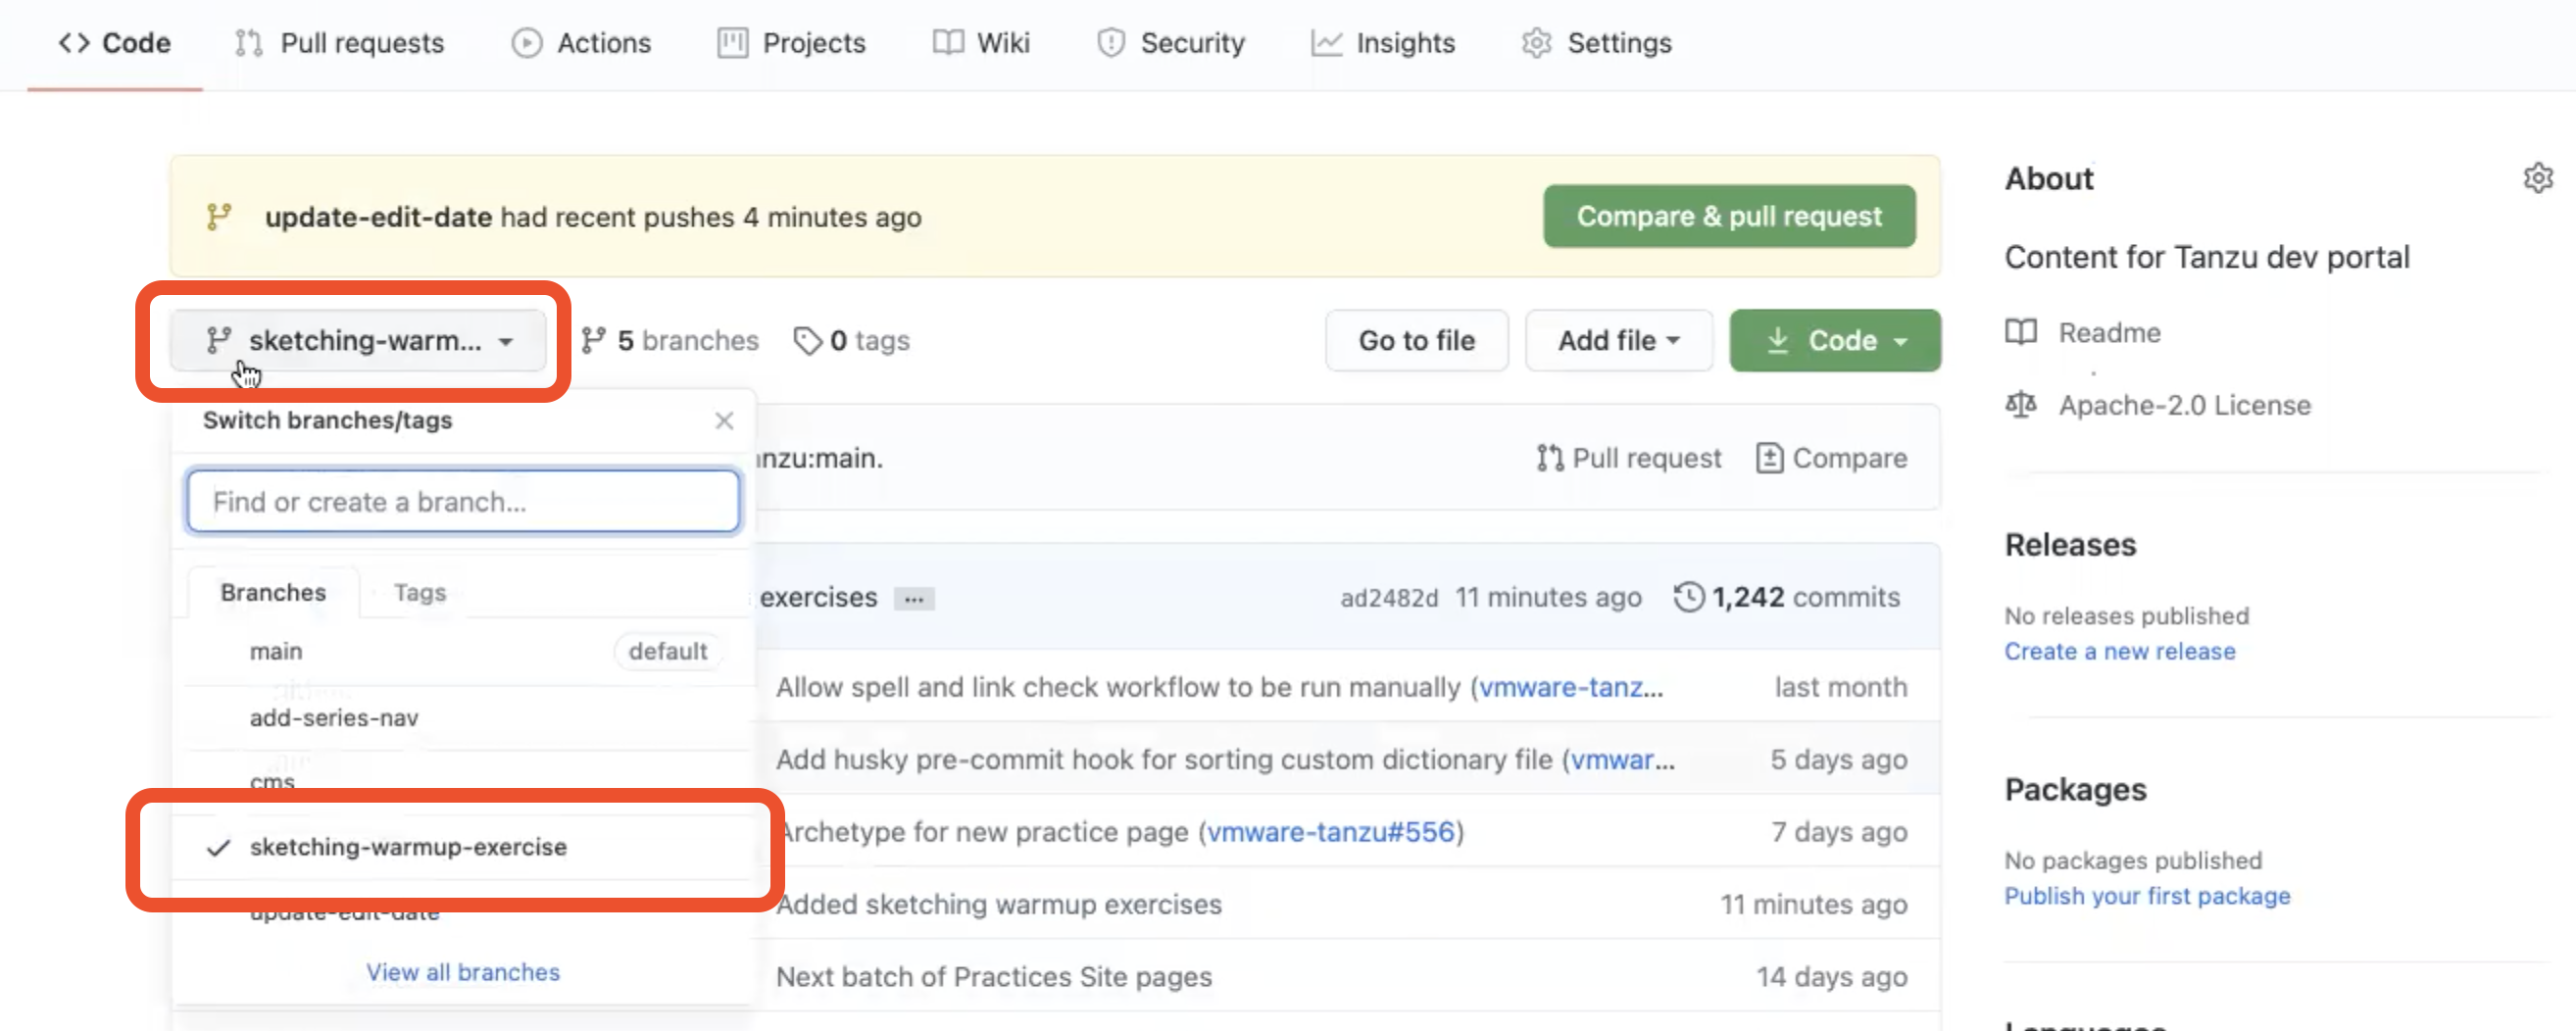 Code Pull requests Actions Projects Wiki Security Insights Settings
update-edit-date had recent pushes 4 minutes ago
Compare & pull request
sketching-warm...
5 branches
0 tags
Go to file
Add file
Code
Switch branches/tags
Find or create a branch...
Branches
Tags
main
default
add-series-nav
cms
sketching-warmup-exercise
update-edit-date
View all branches
nzu:main.
Pull request
Compare
exercises ...
ad2482d 11 minutes ago
1,242 commits
Allow spell and link check workflow to be run manually (vmware-tanz...
last month
Add husky pre-commit hook for sorting custom dictionary file (vmwar...
5 days ago
Archetype for new practice page (vmware-tanzu#556)
7 days ago
Added sketching warmup exercises
11 minutes ago
Next batch of Practices Site pages
14 days ago
About
Content for Tanzu dev portal
Readme
Apache-2.0 License
Releases
No releases published
Create a new release
Packages
No packages published
Publish your first package